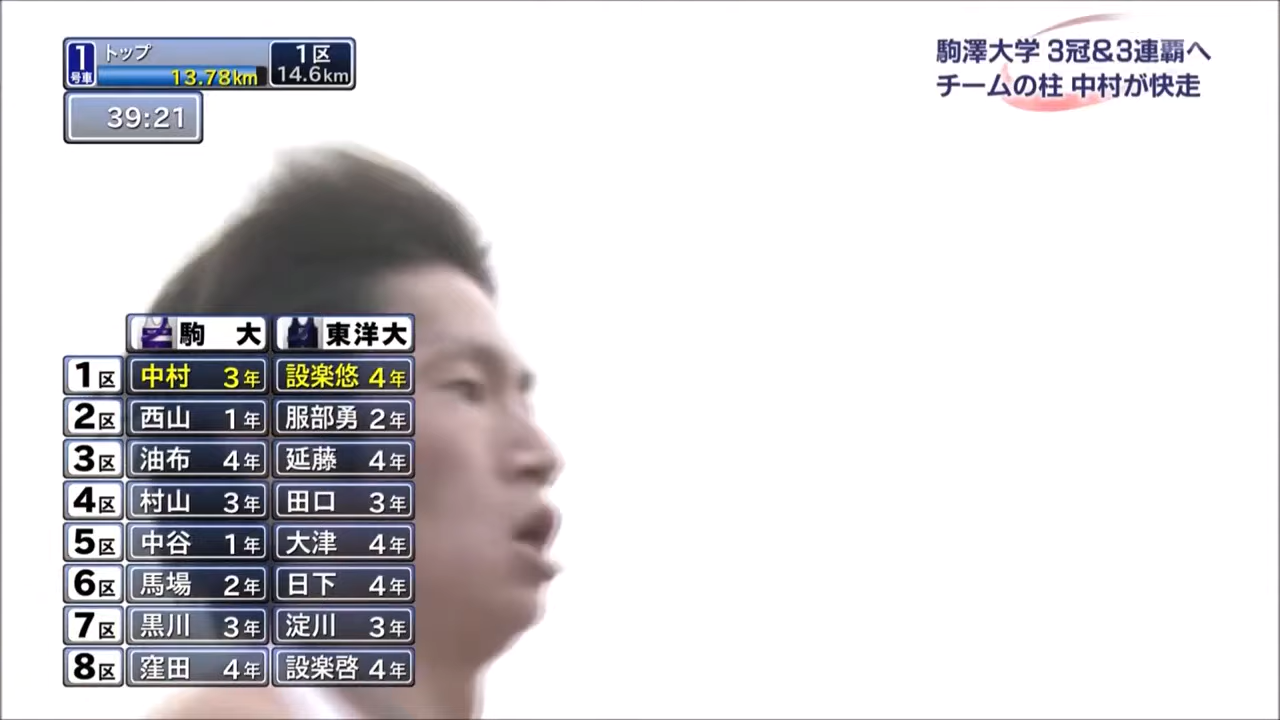 1号車 トップ 13.78km 1区 14.6km
39:21
駒澤大学 3冠&3連覇へ
チームの柱 中村が快走
駒 大 東洋大
1区 中村 3年 設楽悠 4年
2区 西山 1年 服部勇 2年
3区 油布 4年 延藤 4年
4区 村山 3年 田口 3年
5区 中谷 1年 大津 4年
6区 馬場 2年 日下 4年
7区 黒川 3年 淀川 3年
8区 窪田 4年 設楽啓 4年